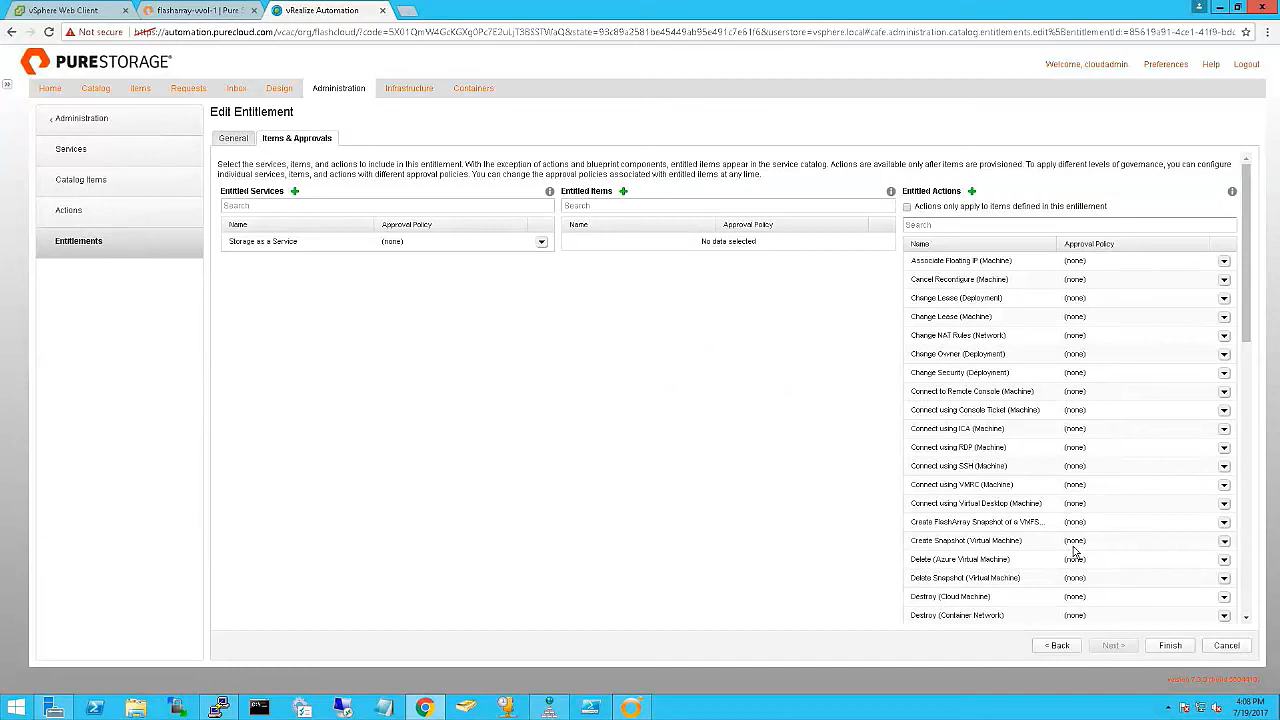 vSphere Web Client
flasharray-vvol-1 | Pure S
vRealize Automation
Not secure
PURESTORAGE
Welcome, cloudadmin.
Preferences
Help
Logout
Home
Catalog
Items
Requests
Inbox
Design
Administration
Infrastructure
Containers
Administration
Services
Catalog Items
Actions
Entitlements
Edit Entitlement
General
Items & Approvals
Select the services, items, and actions to include in this entitlement. With the exception of actions and blueprint components, entitled items appear in the service catalog. Actions are available only after items are provisioned. To apply different levels of governance, you can configure
individual services, items, and actions with different approval policies. You can change the approval policies associated with entitled items at any time.
Entitled Services
Search
Name Approval Policy
Storage as a Service (none)
Entitled Items
Search
Name Approval Policy
No data selected
Entitled Actions
Actions only apply to items defined in this entitlement
Search
Name Approval Policy
Associate Floating IP (Machine) (none)
Cancel Reconfigure (Machine) (none)
Change Lease (Deployment) (none)
Change Lease (Machine) (none)
Change NAT Rules (Network) (none)
Change Owner (Deployment) (none)
Change Security (Deployment) (none)
Connect to Remote Console (Machine) (none)
Connect using Console Ticket (Machine) (none)
Connect using ICA (Machine) (none)
Connect using RDP (Machine) (none)
Connect using SSH (Machine) (none)
Connect using VMRC (Machine) (none)
Connect using Virtual Desktop (Machine) (none)
Create FlashArray Snapshot of a VMFS... (none)
Create Snapshot (Virtual Machine) (none)
Delete (Azure Virtual Machine) (none)
Delete Snapshot (Virtual Machine) (none)
Destroy (Cloud Machine) (none)
Destroy (Container Network) (none)
< Back
Next >
Finish
Cancel
4:08 PM
7/19/2017